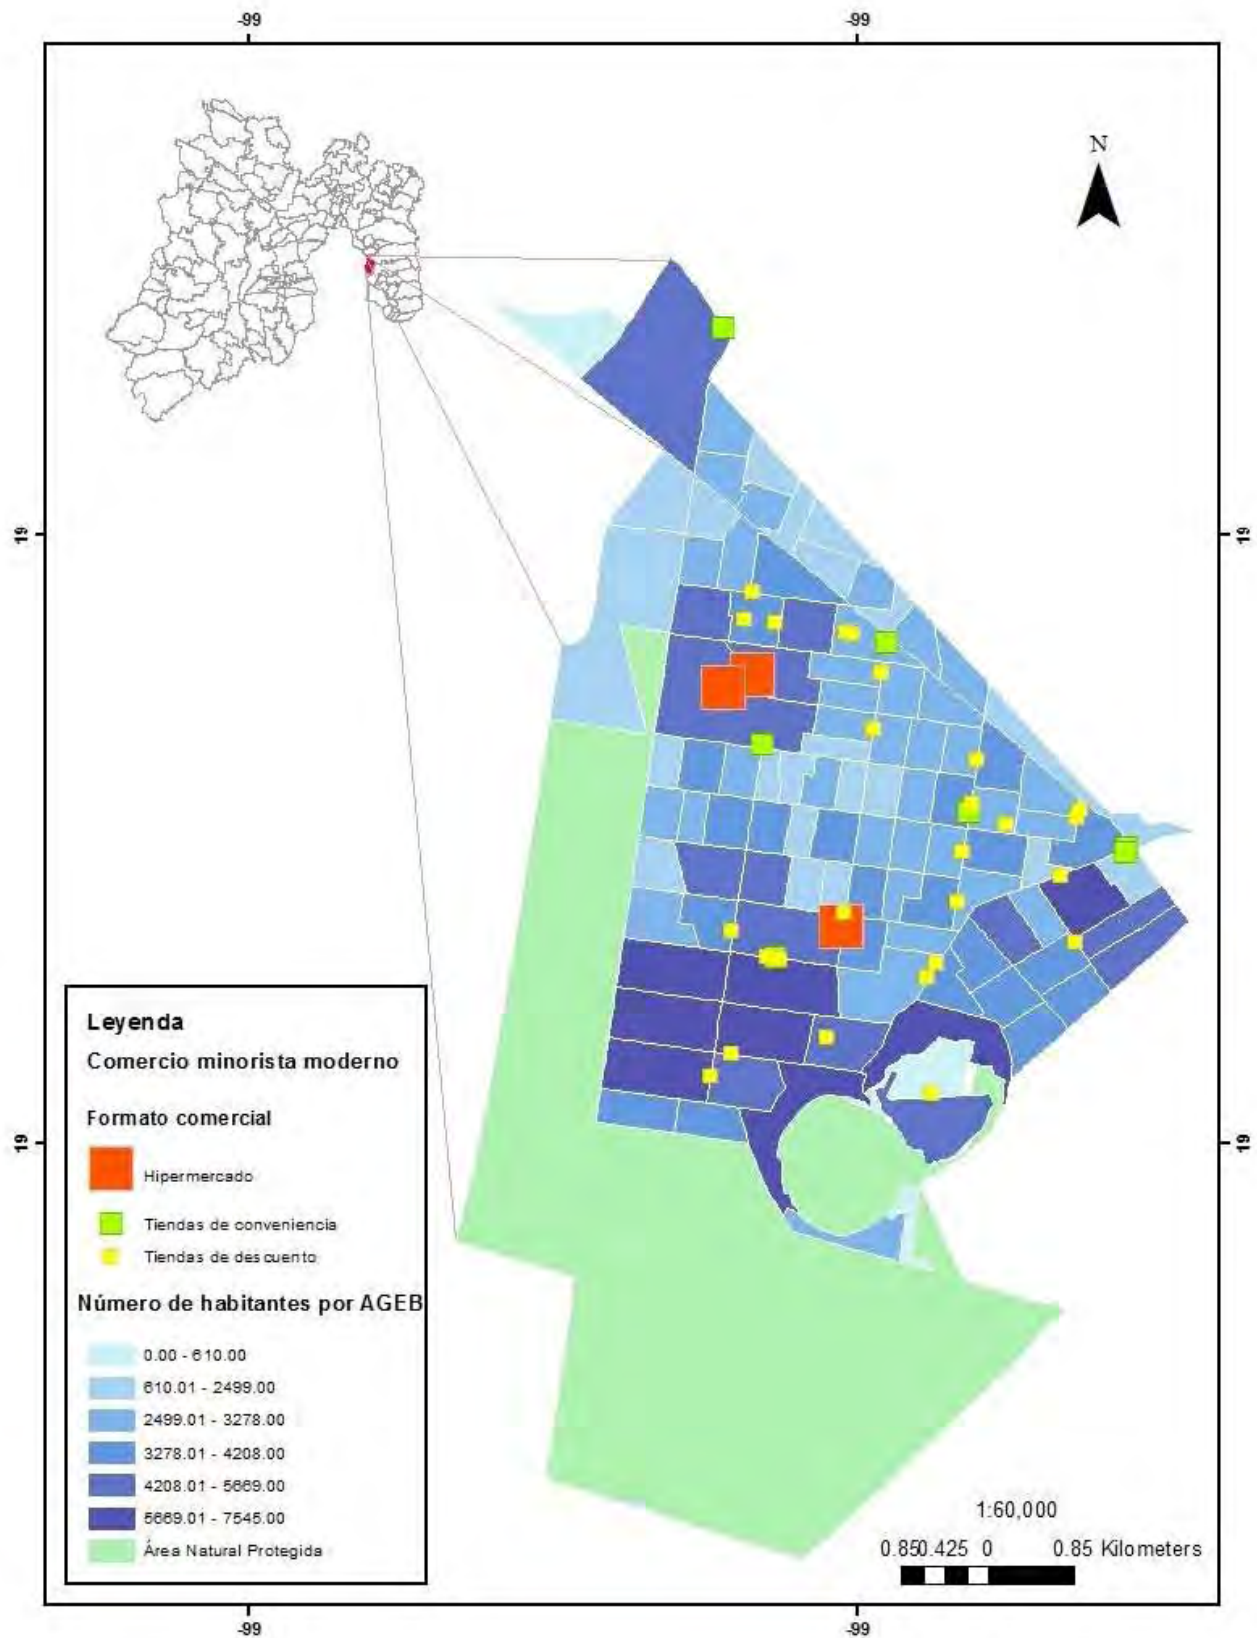 -99
-99
N
19
19
Leyenda
Comercio minorista moderno
Formato comercial
Hipermercado
19
19
Tiendas de conveniencia
Tiendas de descuento
Número de habitantes por AGEB
0.00 - 610.00
610.01 - 2499.00
2499.01 - 3278.00
3278.01 - 4208.00
4208.01 - 5669.00
5669.01 - 7545.00
Área Natural Protegida
1:60,000
0.850.425 0 0.85 Kilometers
-99
-99